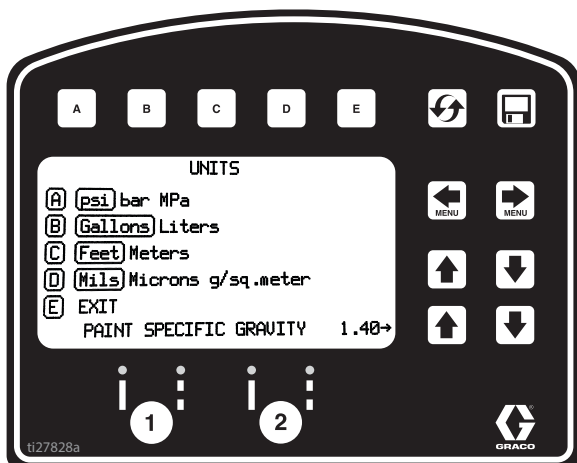 A B C D E
UNITS
A psi bar MPa
B Gallons Liters
C Feet Meters
D Mils Microns g/sq.meter
E EXIT
PAINT SPECIFIC GRAVITY 1.40→
MENU MENU
1 2
ti27828a
GRACO